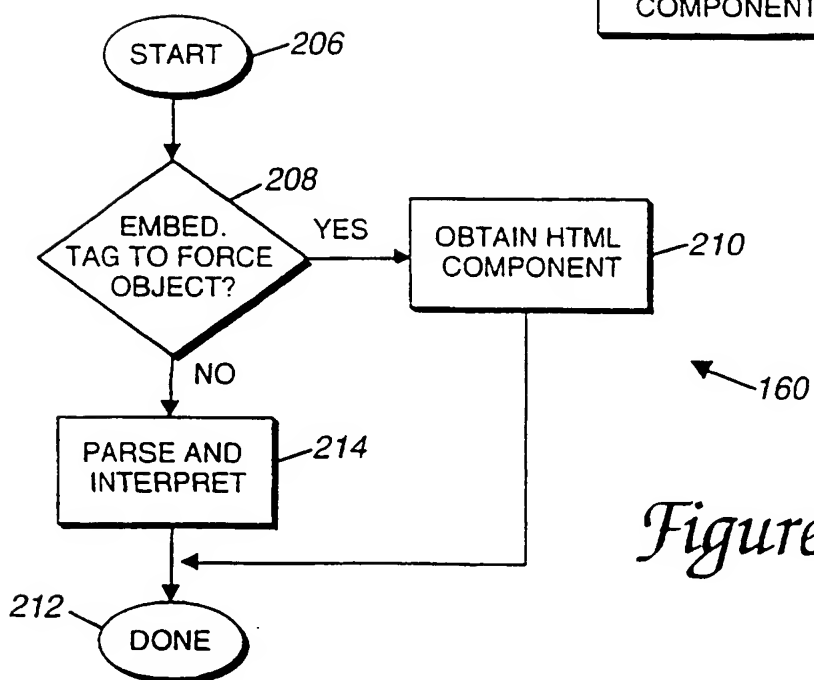 COMPONENT
START
206
208
EMBED.
TAG TO FORCE
OBJECT?
YES
OBTAIN HTML
COMPONENT
210
160
NO
PARSE AND
INTERPRET
214
Figure
212
DONE